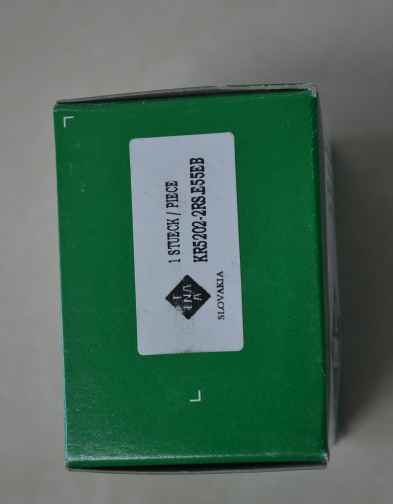 1 STUECK / PIECE
KR5202-2RS.E55EB
INA
SLOVAKIA